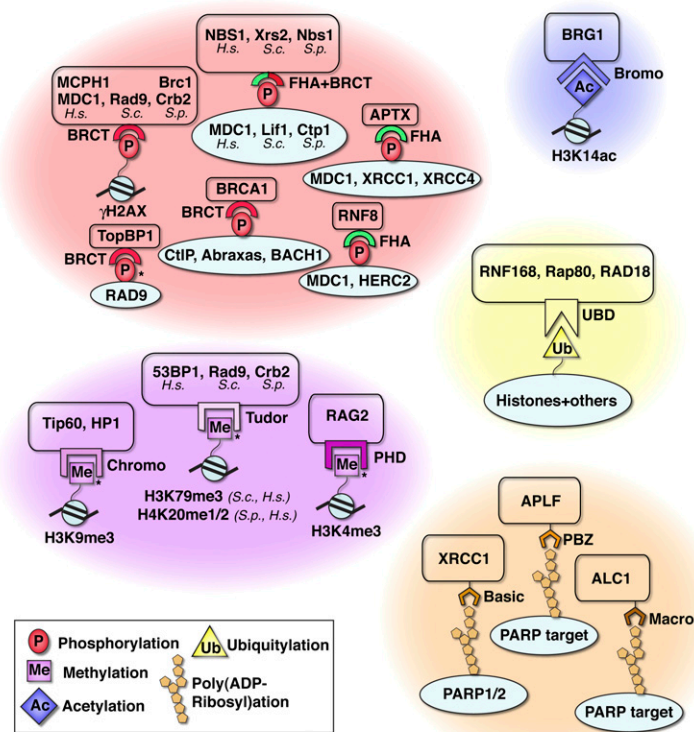 NBS1, Xrs2, Nbs1
H.s. S.c. S.p.
FHA+BRCT
P
MDC1, Lif1, Ctp1
H.s. S.c. S.p.
MCPH1 Brc1
MDC1, Rad9, Crb2
H.s. S.c. S.p.
BRCT
P
γH2AX
APTX
FHA
P
MDC1, XRCC1, XRCC4
BRCA1
BRCT
P
CtIP, Abraxas, BACH1
RNF8
FHA
P
MDC1, HERC2
TopBP1
BRCT
P*
RAD9
BRG1
Bromo
Ac
H3K14ac
RNF168, Rap80, RAD18
UBD
Ub
Histones+others
53BP1, Rad9, Crb2
H.s. S.c. S.p.
Tudor
Me*
H3K79me3 (S.c., H.s.)
H4K20me1/2 (S.p., H.s.)
Tip60, HP1
Chromo
Me*
H3K9me3
RAG2
PHD
Me*
H3K4me3
APLF
PBZ
PARP target
XRCC1
Basic
PARP1/2
ALC1
Macro
PARP target
P Phosphorylation
Ub Ubiquitylation
Me Methylation
Poly(ADP-
Ribosyl)ation
Ac Acetylation